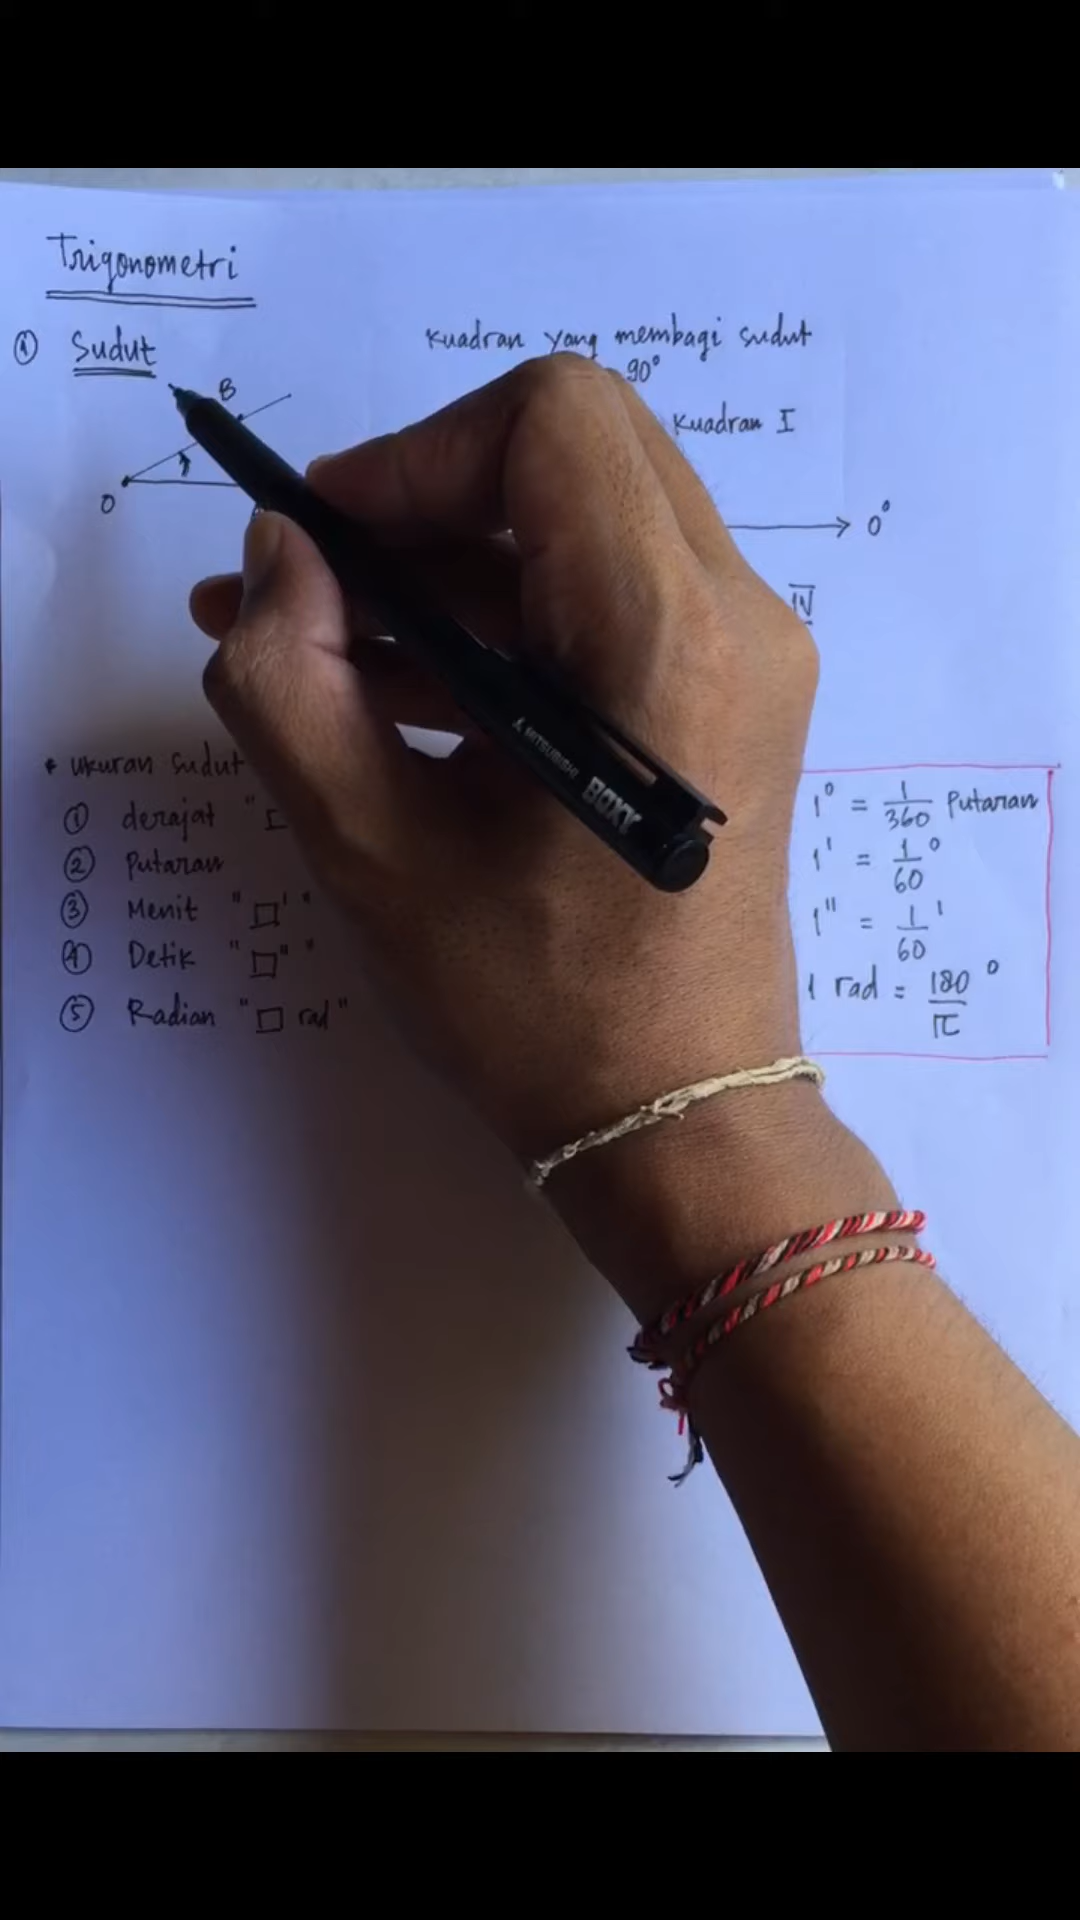 Trigonometri
① Sudut
B
O
Kuadran yang membagi sudut
90°
Kuadran I
0°
IV
MITSUBISHI
BOXY
* Ukuran Sudut
① derajat "
② Putaran
③ Menit "□' "
④ Detik "□" "
⑤ Radian "□ rad"
1° = 1/360 Putaran
1' = 1/60 °
1" = 1/60 '
1 rad = 180/π °